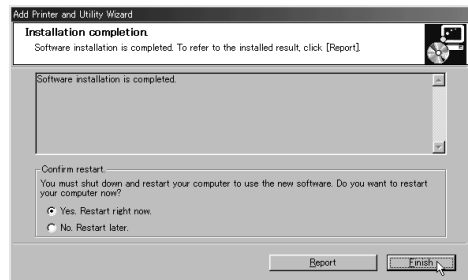 Add Printer and Utility Wizard
Installation completion.
Software installation is completed. To refer to the installed result, click [Report].
Software installation is completed.
Confirm restart.
You must shut down and restart your computer to use the new software. Do you want to restart
your computer now?
Yes. Restart right now.
No. Restart later.
Report
Finish